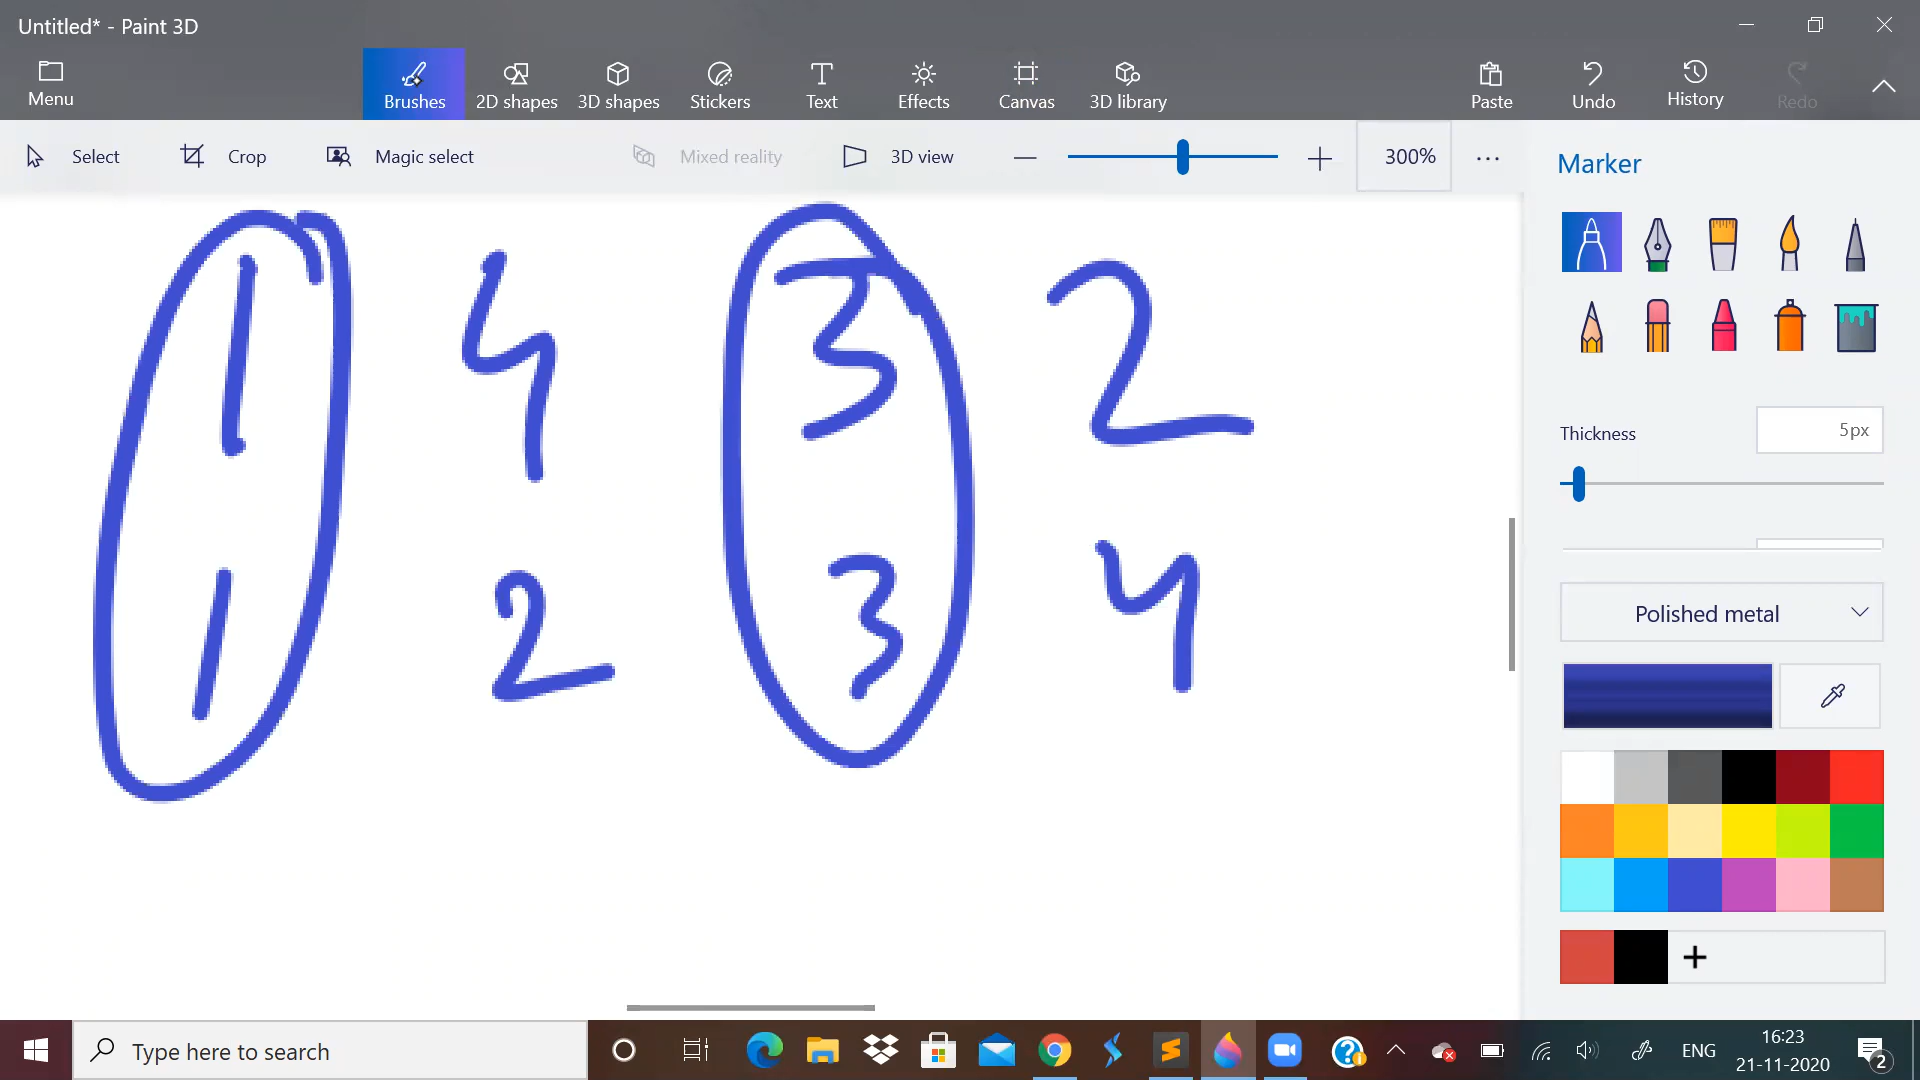 Untitled* - Paint 3D
Menu
Brushes
2D shapes
3D shapes
Stickers
Text
Effects
Canvas
3D library
Paste
Undo
History
Redo
Select
Crop
Magic select
Mixed reality
3D view
300%
Marker
1 4 3 2
1 2 3 4
Thickness
5px
Polished metal
Type here to search
ENG
16:23
21-11-2020
2